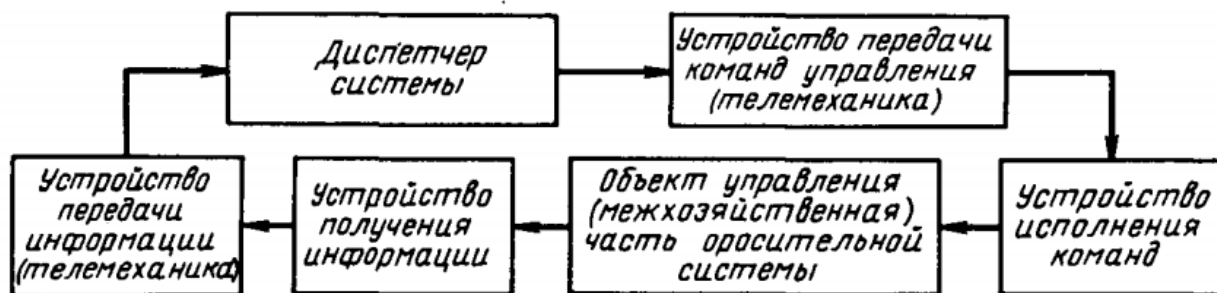 Диспетчер
системы
Устройство передачи
команд управления
(телемеханика)
Устройство
передачи
информации
(телемеханика)
Устройство
получения
информации
Объект управления
(межхозяйственная)
часть оросительной
системы
Устройство
исполнения
команд